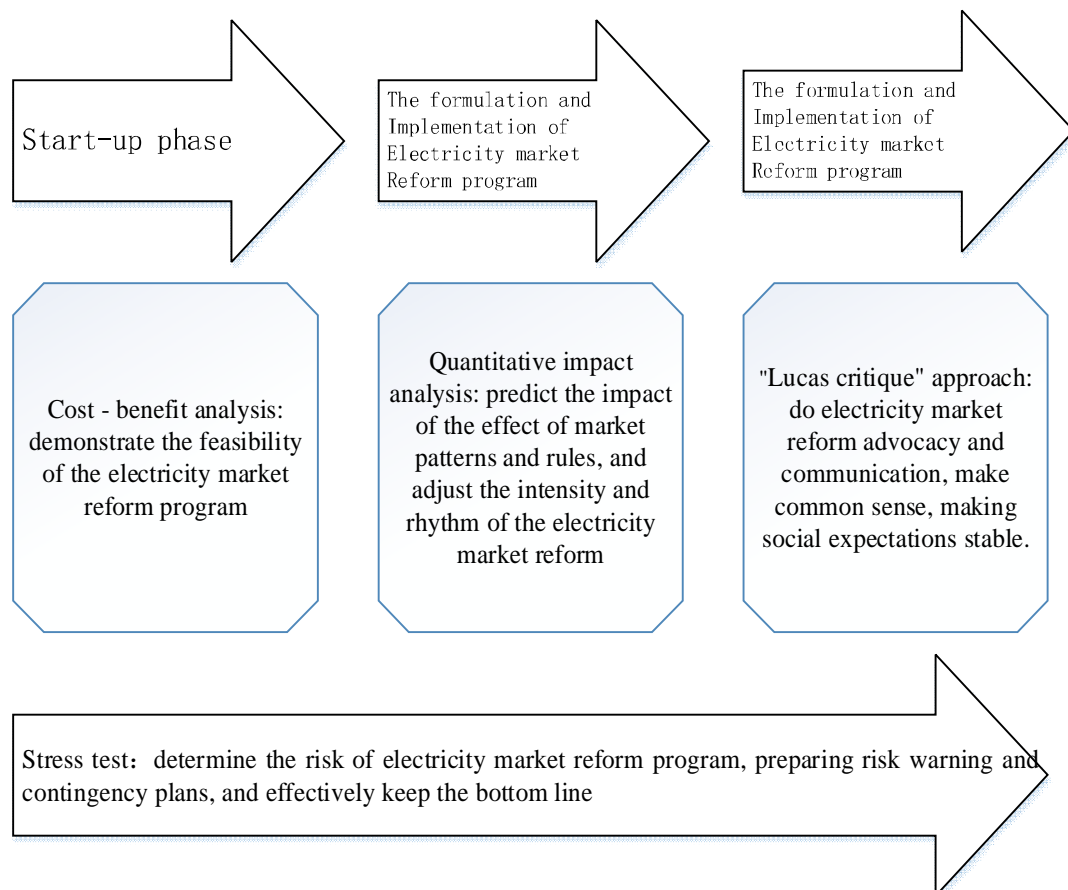 Start-up phase
The formulation and
Implementation of
Electricity market
Reform program
The formulation and
Implementation of
Electricity market
Reform program
Cost - benefit analysis:
demonstrate the feasibility
of the electricity market
reform program
Quantitative impact
analysis: predict the impact
of the effect of market
patterns and rules, and
adjust the intensity and
rhythm of the electricity
market reform
"Lucas critique" approach:
do electricity market
reform advocacy and
communication, make
common sense, making
social expectations stable.
Stress test：determine the risk of electricity market reform program, preparing risk warning and
contingency plans, and effectively keep the bottom line